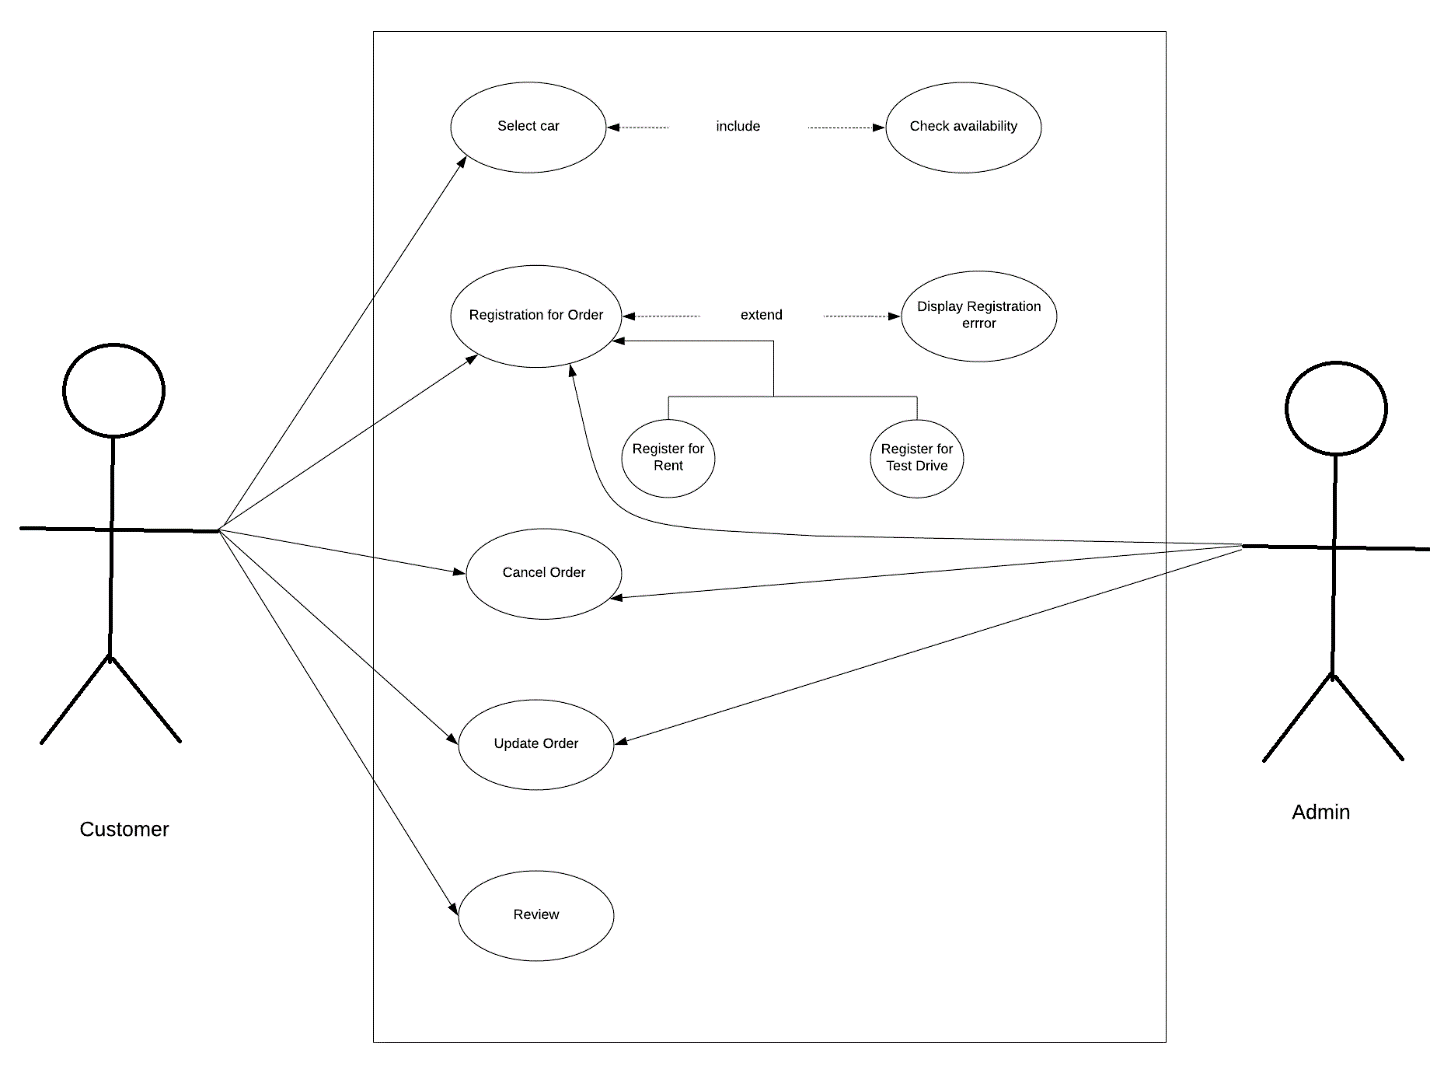 Select car
include
Check availability
Registration for Order
extend
Display Registration
errror
Register for
Rent
Register for
Test Drive
Cancel Order
Update Order
Customer
Admin
Review